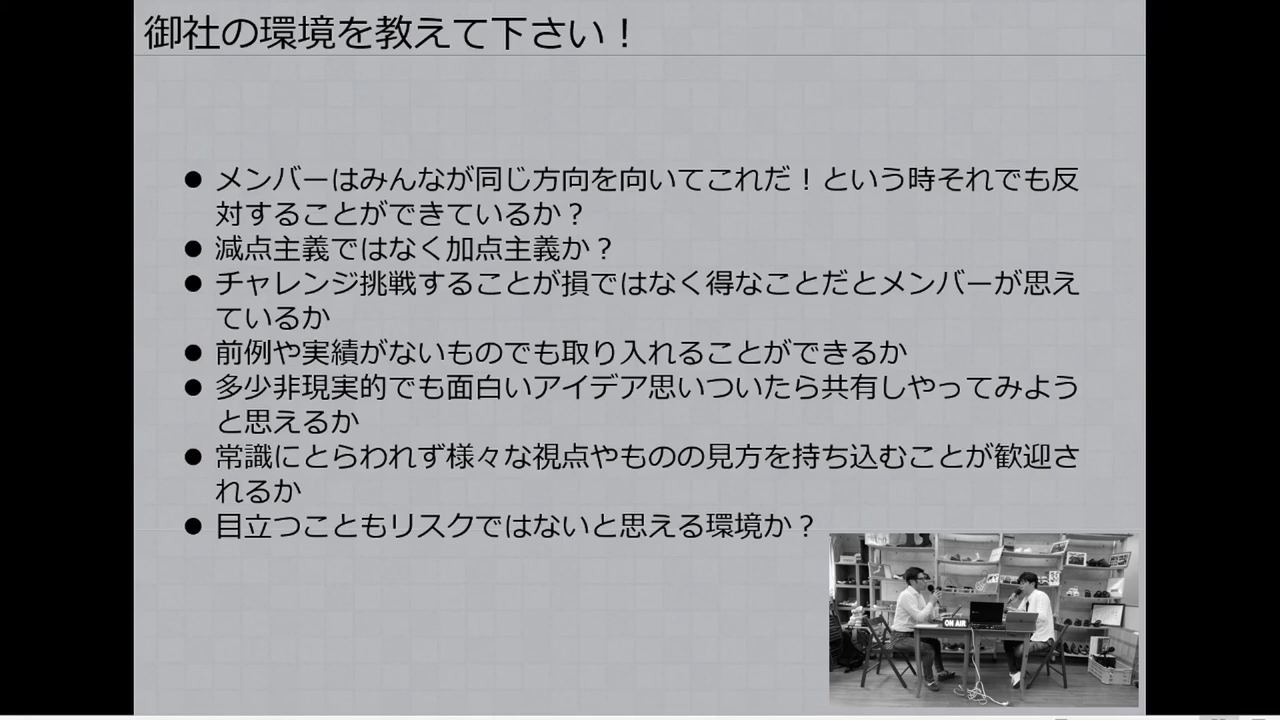 御社の環境を教えて下さい！
● メンバーはみんなが同じ方向を向いてこれだ！という時それでも反
対することができているか？
● 減点主義ではなく加点主義か？
● チャレンジ挑戦することが損ではなく得なことだとメンバーが思え
ているか
● 前例や実績がないものでも取り入れることができるか
● 多少非現実的でも面白いアイデア思いついたら共有しやってみよう
と思えるか
● 常識にとらわれず様々な視点やものの見方を持ち込むことが歓迎さ
れるか
● 目立つこともリスクではないと思える環境か？
ON AIR